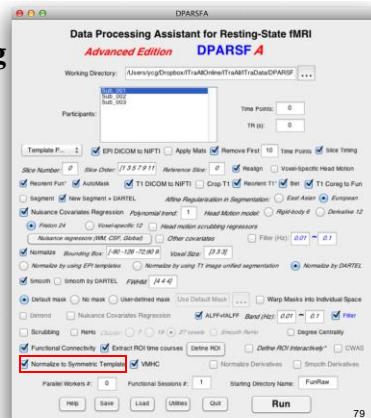 DPARSFA
g
Data Processing Assistant for Resting-State fMRI
Advanced Edition DPARSF A
Working Directory: /Users/ycg/Dropbox/ITraAllOnline/ITraAll/ITraData/DPARSF ...
Participants: Sub_001
Sub_002
Sub_003
Time Points: 0
TR (s): 0
Template P... EPI DICOM to NIFTI Apply Mats Remove First 10 Time Points Slice Timing
Slice Number: 0 Slice Order: [1 3 5 7 9 11 Reference Slice: 0 Realign Voxel-Specific Head Motion
Reorient Fun* AutoMask T1 DICOM to NIFTI Crop T1 Reorient T1* Bet T1 Coreg to Fun
Segment New Segment + DARTEL Affine Regularisation in Segmentation: East Asian European
Nuisance Covariates Regression Polynomial trend: 1 Head Motion model: Rigid-body 6 Derivative 12
Friston 24 Voxel-specific 12 Head motion scrubbing regressors
Nuisance regressors (WM, CSF, Global) Other covariates Filter (Hz) 0.01 ~ 0.1
Normalize Bounding Box: [-90 -126 -72;90 9 Voxel Size: [3 3 3]
Normalize by using EPI templates Normalize by using T1 image unified segmentation Normalize by DARTEL
Smooth Smooth by DARTEL FWHM: [4 4 4]
Default mask No mask User-defined mask Use Default Mask ... Warp Masks into Individual Space
Detrend Nuisance Covariates Regression ALFF+fALFF Band (Hz): 0.01 ~ 0.1 Filter
Scrubbing ReHo Cluster: 7 19 27 voxels Smooth ReHo Degree Centrality
Functional Connectivity Extract ROI time courses Define ROI Define ROI Interactively* CWAS
Normalize to Symmetric Template VMHC Normalize Derivatives Smooth Derivatives
Parallel Workers #: 0 Functional Sessions #: 1 Starting Directory Name: FunRaw
Help Save Load Utilities Quit Run
79